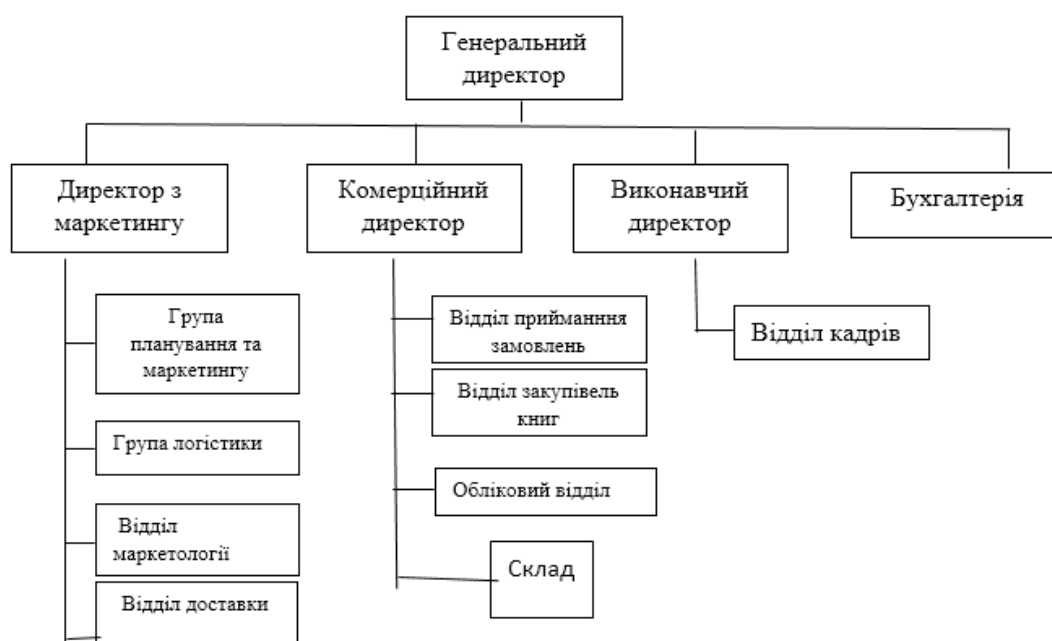 Генеральний
директор
Директор з
маркетингу
Комерційний
директор
Виконавчий
директор
Бухгалтерія
Група
планування та
маркетингу
Група логістики
Відділ
маркетології
Відділ доставки
Відділ прийманння
замовлень
Відділ закупівель
книг
Обліковий відділ
Склад
Відділ кадрів